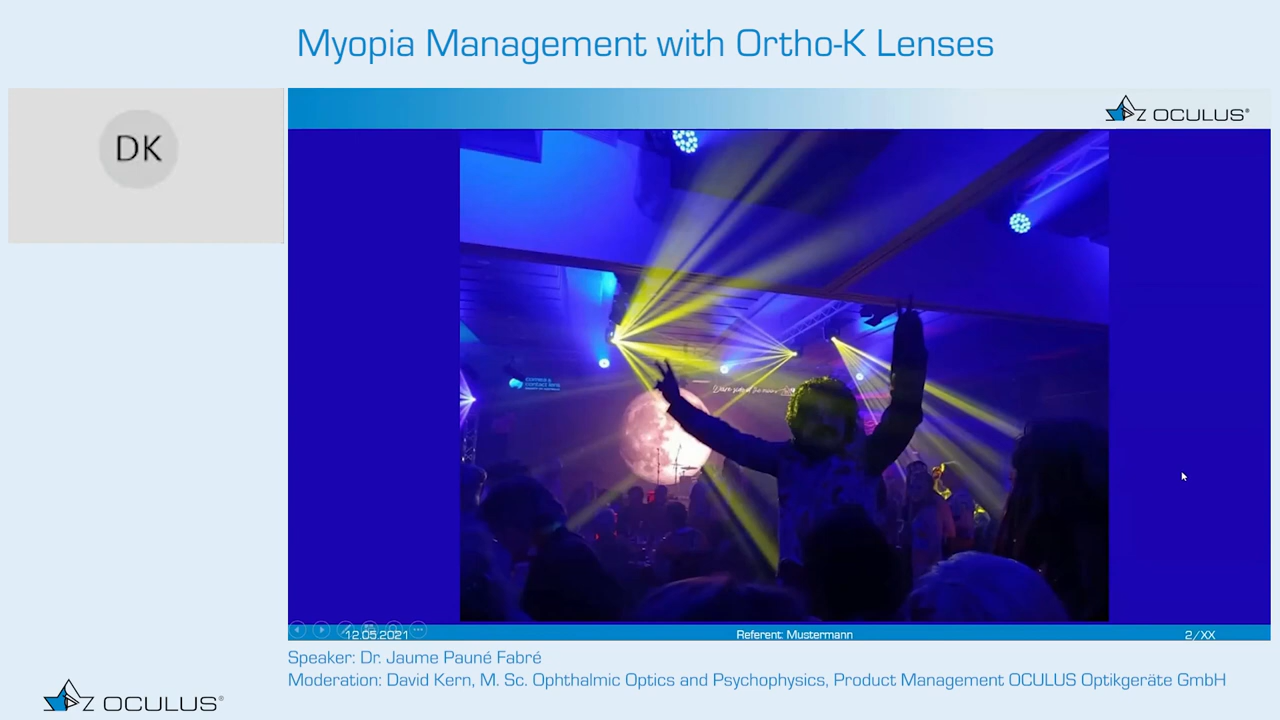 Myopia Management with Ortho-K Lenses
DK
OCULUS®
12.05.2021
Referent: Mustermann
2/XX
Speaker: Dr. Jaume Pauné Fabré
Moderation: David Kern, M. Sc. Ophthalmic Optics and Psychophysics, Product Management OCULUS Optikgeräte GmbH
OCULUS®